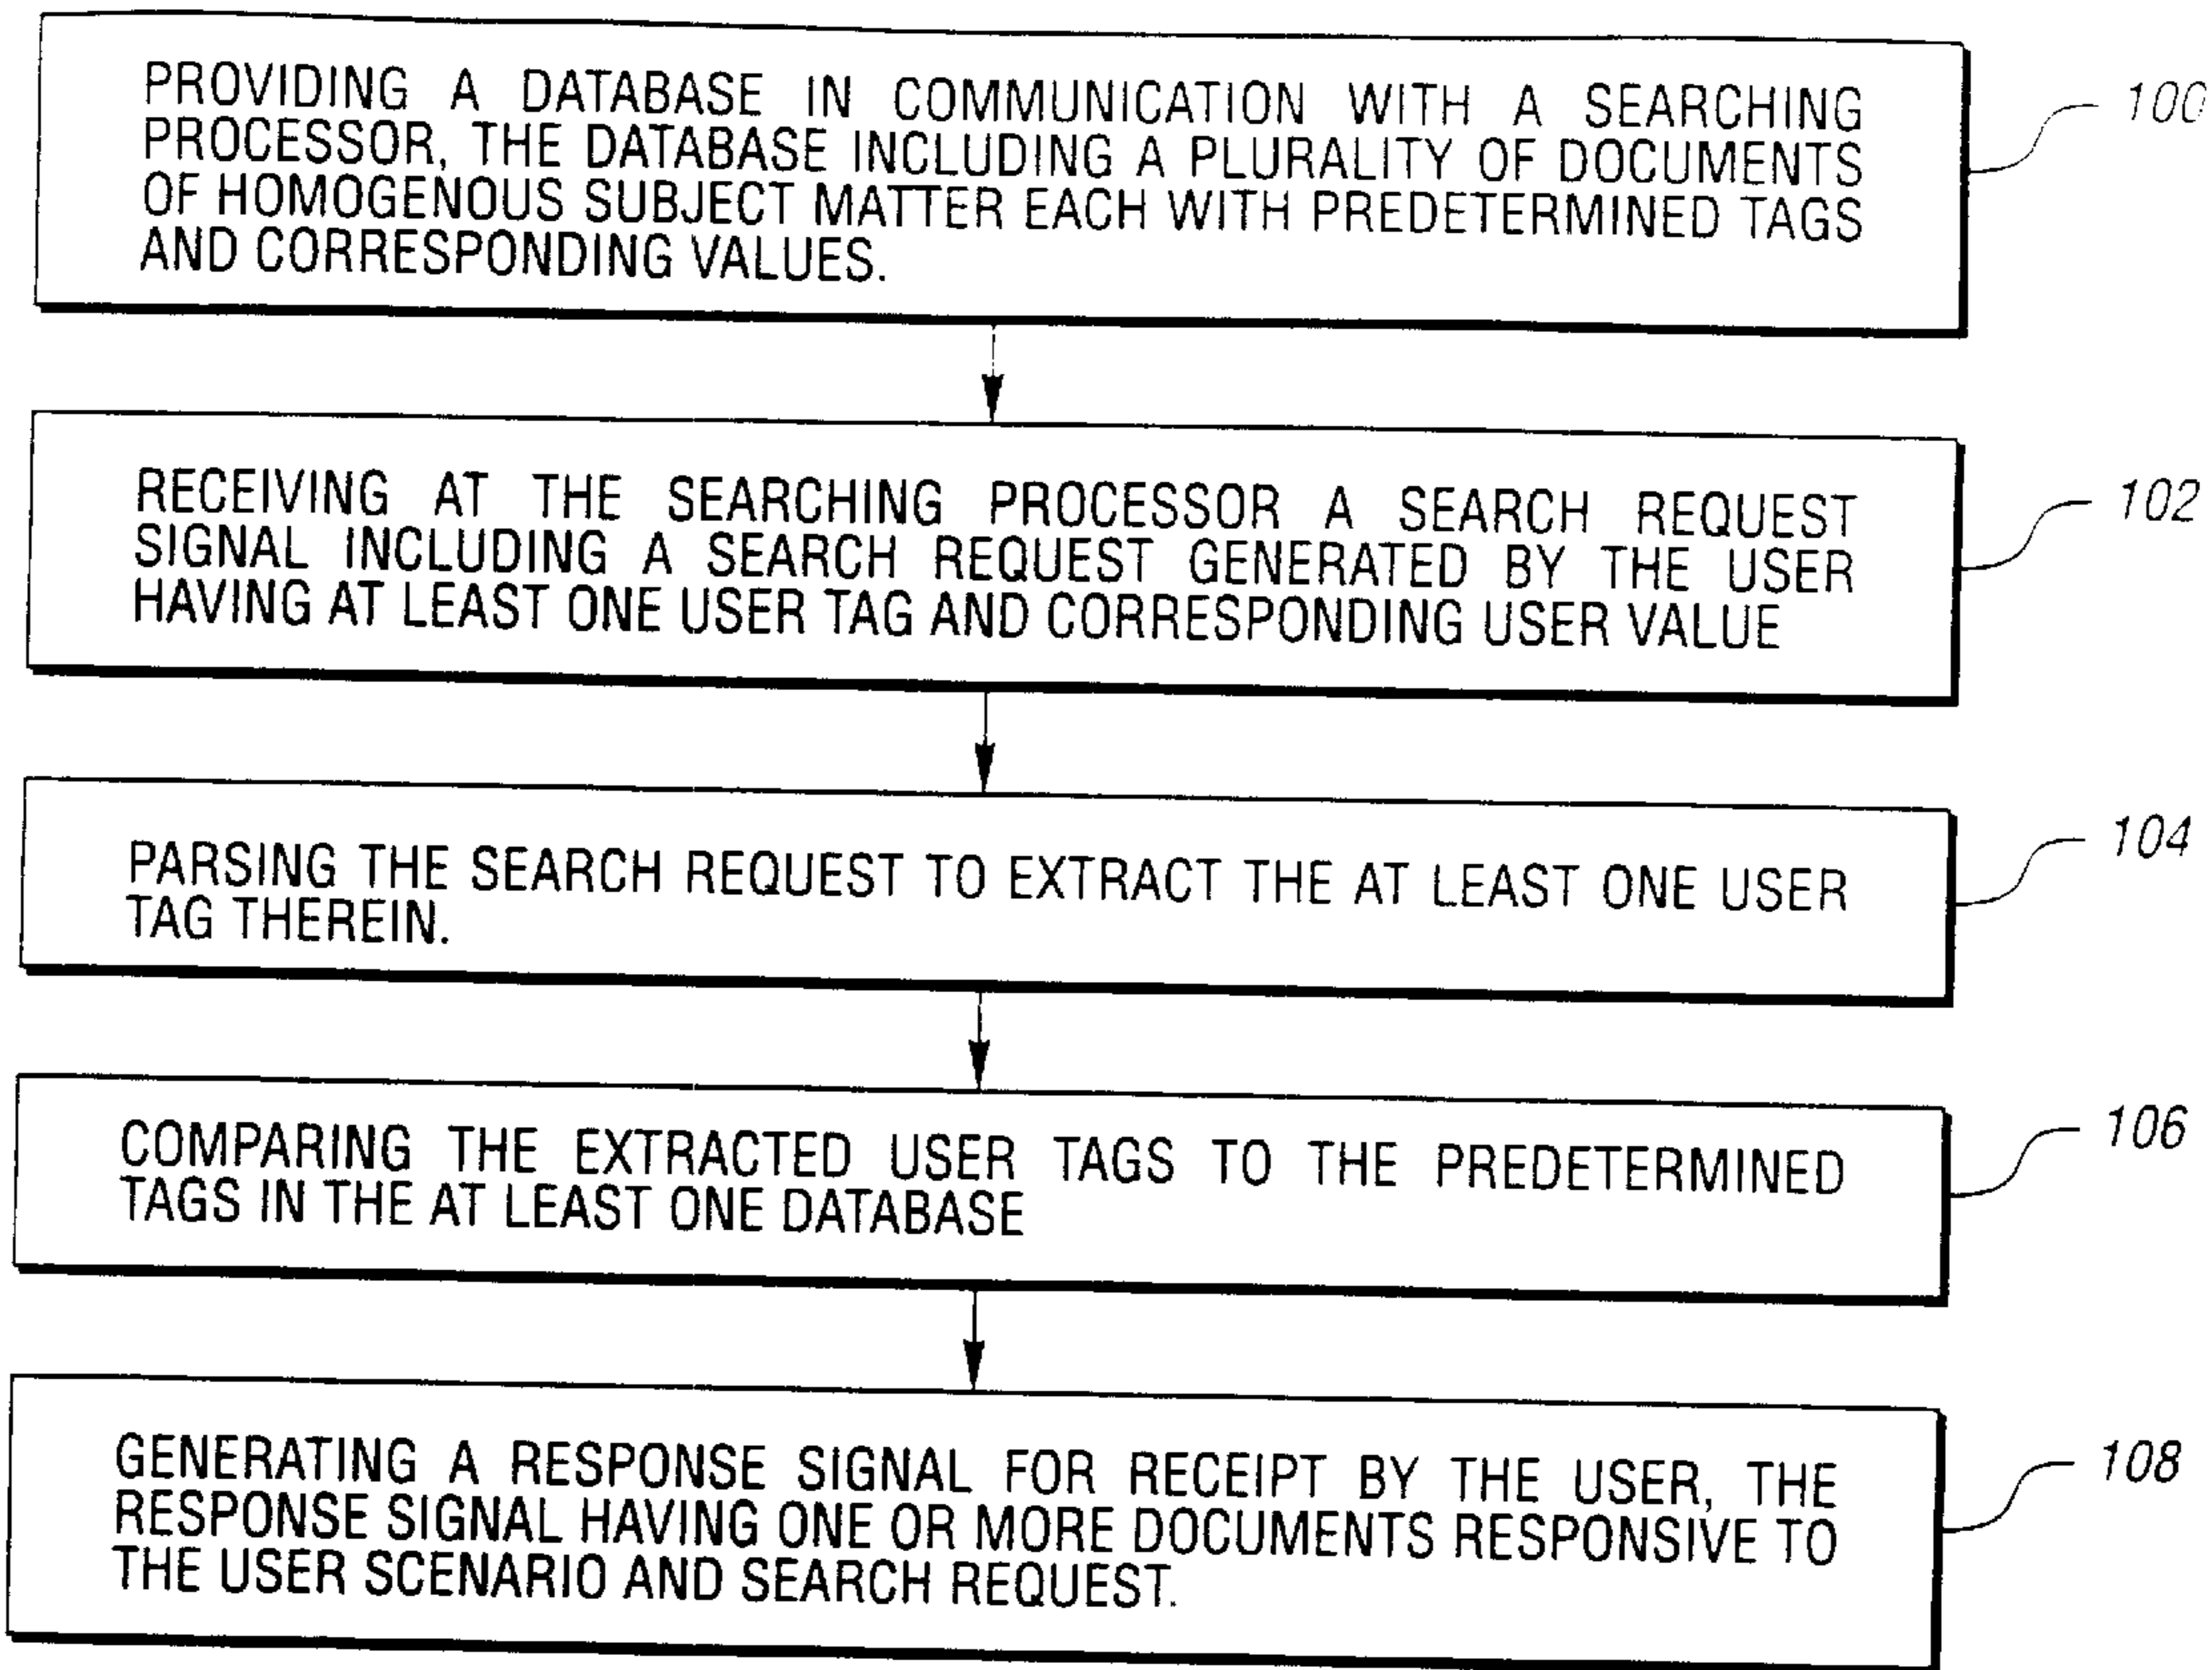 PROVIDING A DATABASE IN COMMUNICATION WITH A SEARCHING
PROCESSOR, THE DATABASE INCLUDING A PLURALITY OF DOCUMENTS
OF HOMOGENOUS SUBJECT MATTER EACH WITH PREDETERMINED TAGS
AND CORRESPONDING VALUES.
100
RECEIVING AT THE SEARCHING PROCESSOR A SEARCH REQUEST
SIGNAL INCLUDING A SEARCH REQUEST GENERATED BY THE USER
HAVING AT LEAST ONE USER TAG AND CORRESPONDING USER VALUE
102
PARSING THE SEARCH REQUEST TO EXTRACT THE AT LEAST ONE USER
TAG THEREIN.
104
COMPARING THE EXTRACTED USER TAGS TO THE PREDETERMINED
TAGS IN THE AT LEAST ONE DATABASE
106
GENERATING A RESPONSE SIGNAL FOR RECEIPT BY THE USER, THE
RESPONSE SIGNAL HAVING ONE OR MORE DOCUMENTS RESPONSIVE TO
THE USER SCENARIO AND SEARCH REQUEST.
108